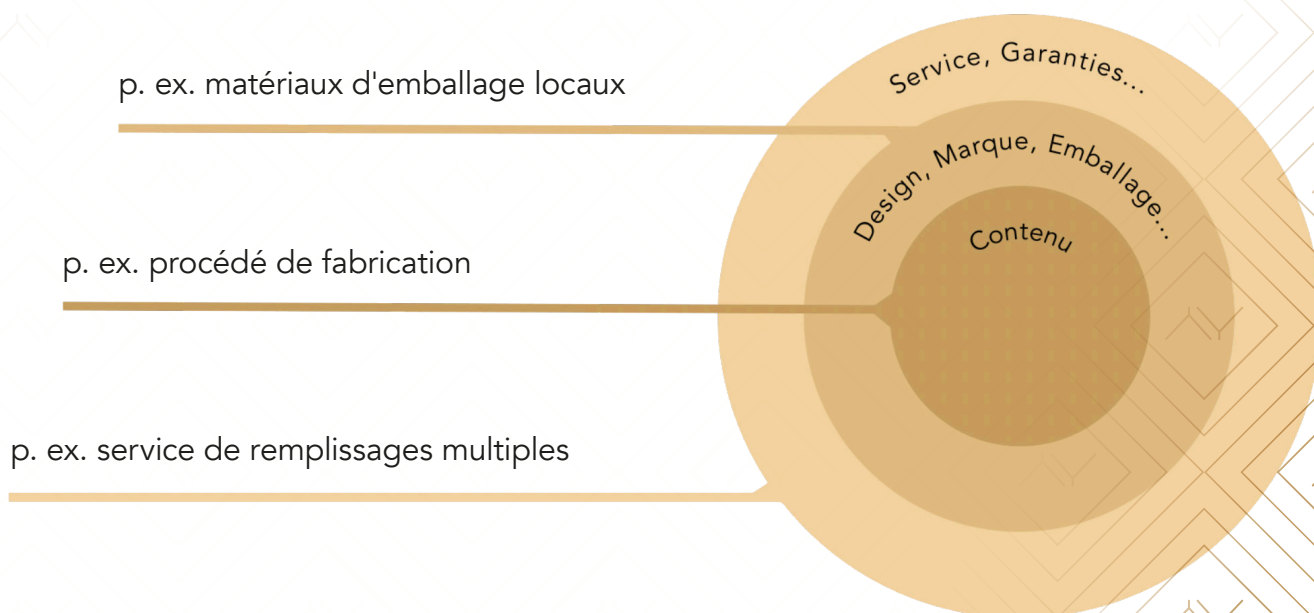 Service, Garanties...
p. ex. matériaux d'emballage locaux
Design, Marque, Emballage...
Contenu
p. ex. procédé de fabrication
p. ex. service de remplissages multiples